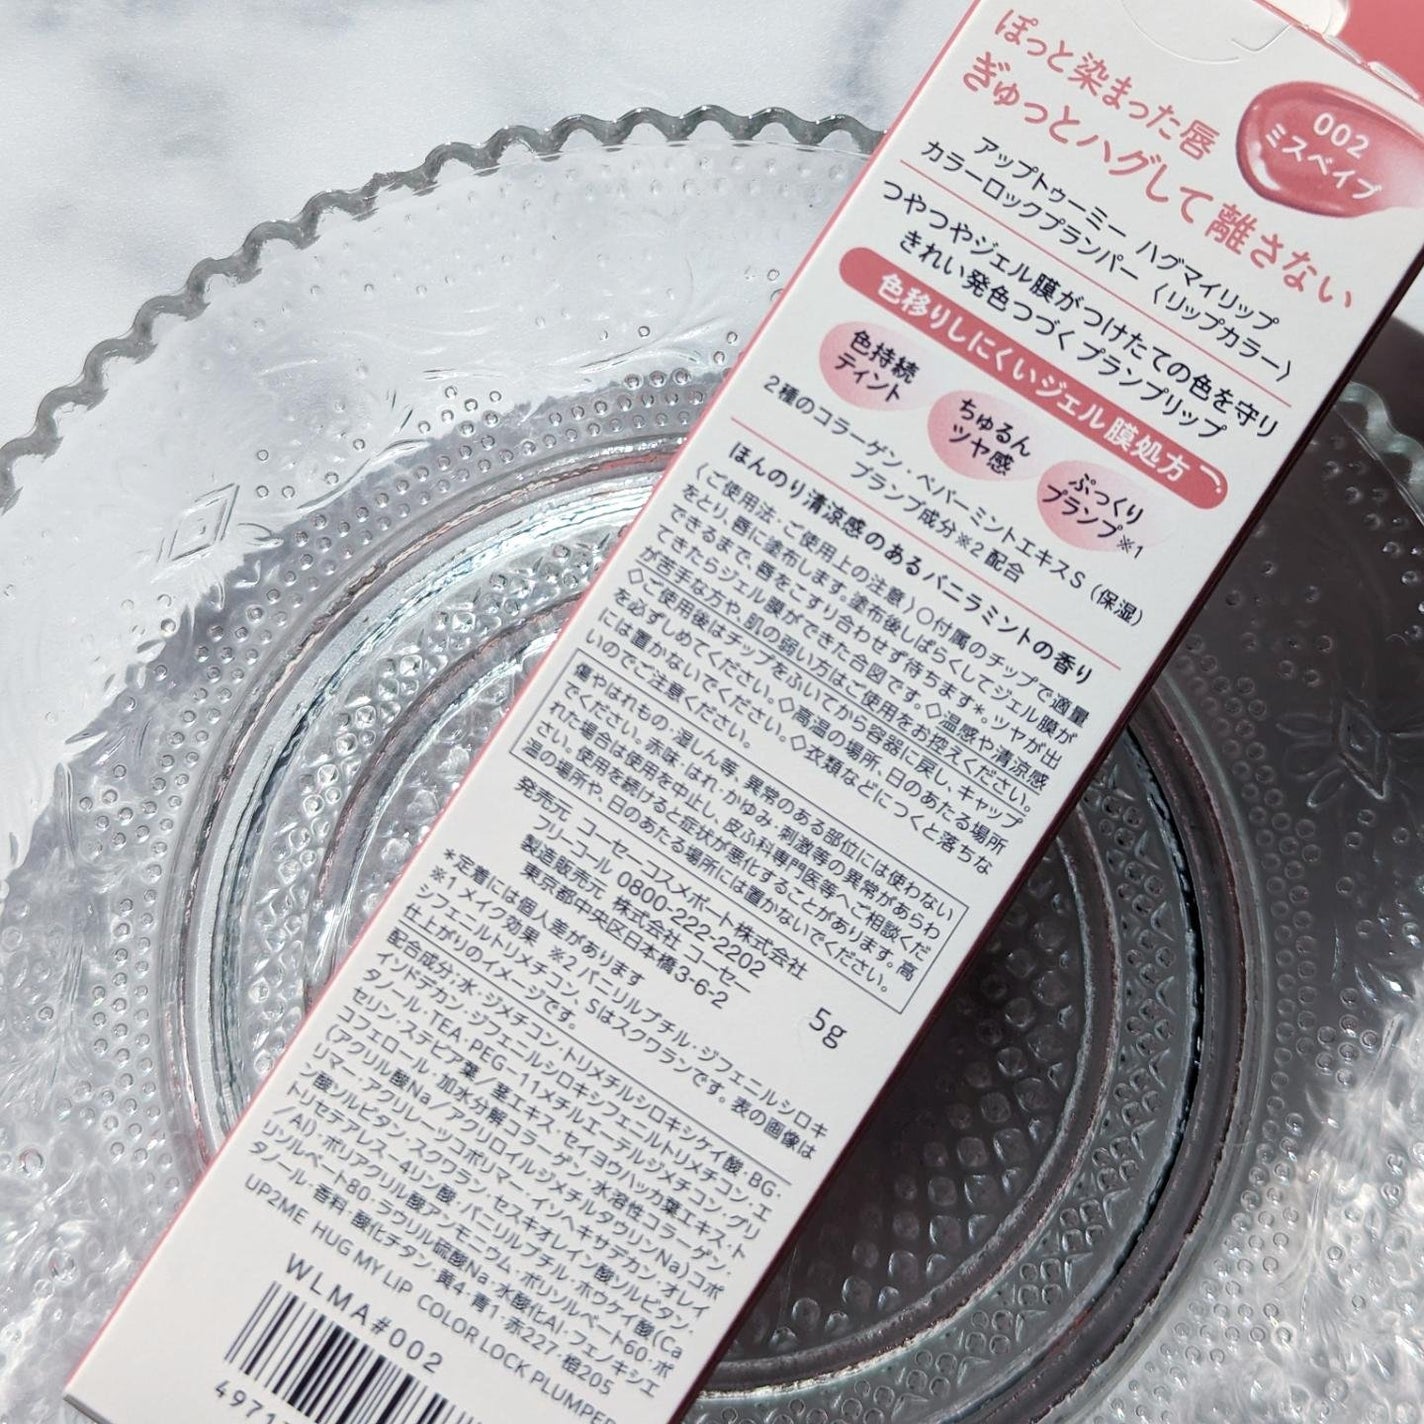 ぽっと染まった唇
ぎゅっとハグして離さない
002
ミスベイブ
アップトゥーミー ハグマイリップ
カラーロックプランパー 〈リップカラー〉
つやつやジェル膜がつけたての色を守り
きれい発色つづくプランプリップ
色移りしにくいジェル膜処方
色持続
ティント
ちゅるん
ツヤ感
ぷっくり
プランプ※1
2種のコラーゲン・ペパーミントエキスS（保湿）
プランプ成分※2 配合
ほんのり清涼感のあるバニラミントの香り
〈ご使用法・ご使用上の注意〉○付属のチップで適量
をとり、唇に塗布します。塗布後しばらくしてジェル膜が
できるまで、唇をこすり合わせず待ちます*。ツヤが出
てきたらジェル膜ができた合図です。◇温感や清涼感
が苦手な方や、肌の弱い方はご使用をお控えください。
◇ご使用後はチップをふいてから容器に戻し、キャップ
を必ずしめてください。◇高温の場所、日のあたる場所
には置かないでください。◇衣類などにつくと落ちな
いのでご注意ください。
傷やはれもの・湿しん等、異常のある部位には使わない
でください。赤味・はれ・かゆみ・刺激等の異常があらわ
れた場合は使用を中止し、皮ふ科専門医等へご相談くだ
さい。使用を続けると症状が悪化することがあります。高
温の場所や、日のあたる場所には置かないでください。
発売元 コーセーコスメポート株式会社
フリーコール 0800-222-2202
製造販売元 株式会社 コーセー
東京都中央区日本橋3-6-2
5g
*定着には個人差があります
※1 メイク効果 ※2 バニリルブチル・ジフェニルシロキ
シフェニルトリメチコン、Sはスクワランです。表の画像は
仕上がりのイメージです。
配合成分；水・ジメチコン・トリメチルシロキシケイ酸・BG・
イソドデカン・ジフェニルシロキシフェニルトリメチコン・エ
タノール・TEA・PEG−11メチルエーテルジメチコン・グリ
セリン・ステビア葉／茎エキス・セイヨウハッカ葉エキス・ト
コフェロール・加水分解コラーゲン・水溶性コラーゲン・
（アクリル酸Na／アクリロイルジメチルタウリンNa）コポ
リマー・アクリレーツコポリマー・イソヘキサデカン・オレイ
ン酸ソルビタン・スクワラン・セスキオレイン酸ソルビタン・
トリセテアレス−4リン酸・バニリルブチル・ホウケイ酸（Ca
／Al）・ポリアクリル酸アンモニウム・ポリソルベート60・ポ
リソルベート80・ラウリル硫酸Na・水酸化Al・フェノキシエ
タノール・香料・酸化チタン・黄4・青1・赤227・橙205
UP2ME HUG MY LIP COLOR LOCK PLUMPER
WLMA#002
4971